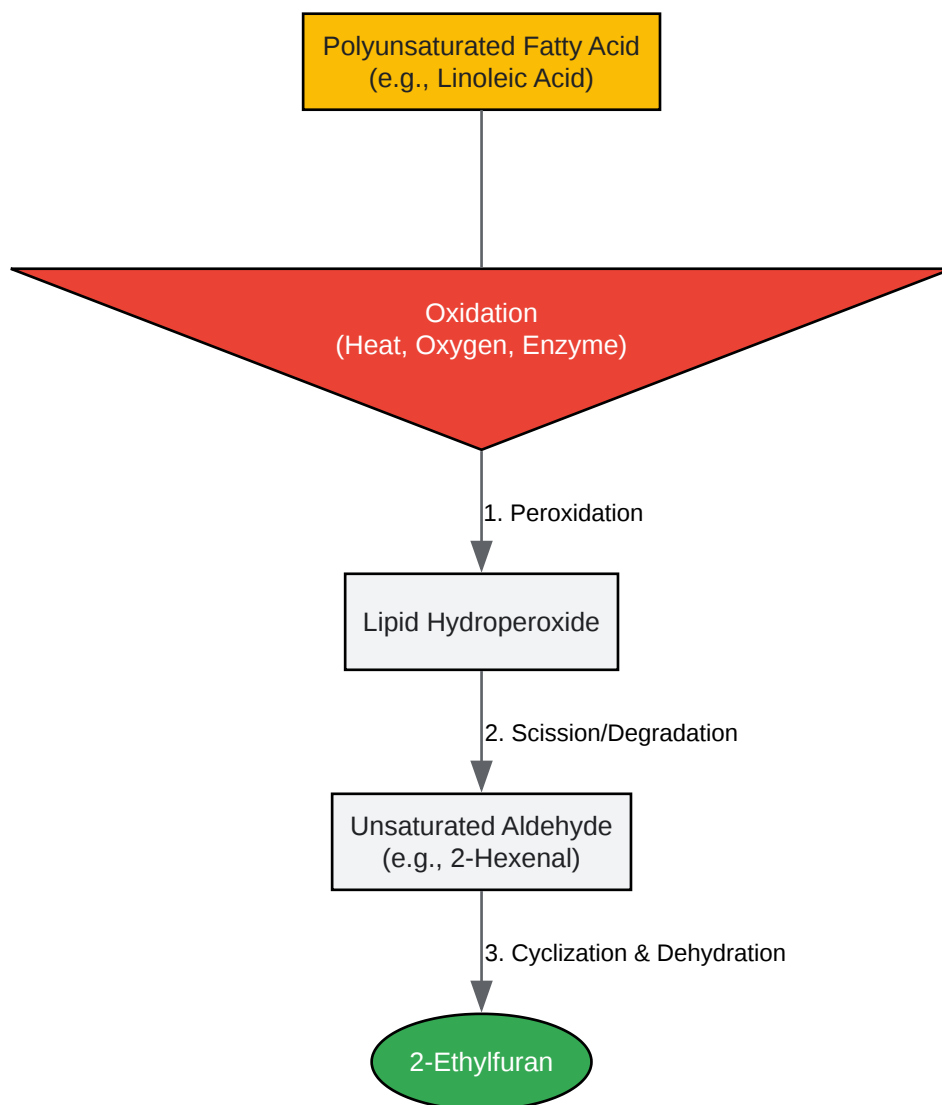 Polyunsaturated Fatty Acid
(e.g., Linoleic Acid)
Oxidation
(Heat, Oxygen, Enzyme)
1. Peroxidation
Lipid Hydroperoxide
2. Scission/Degradation
Unsaturated Aldehyde
(e.g., 2-Hexenal)
3. Cyclization & Dehydration
2-Ethylfuran